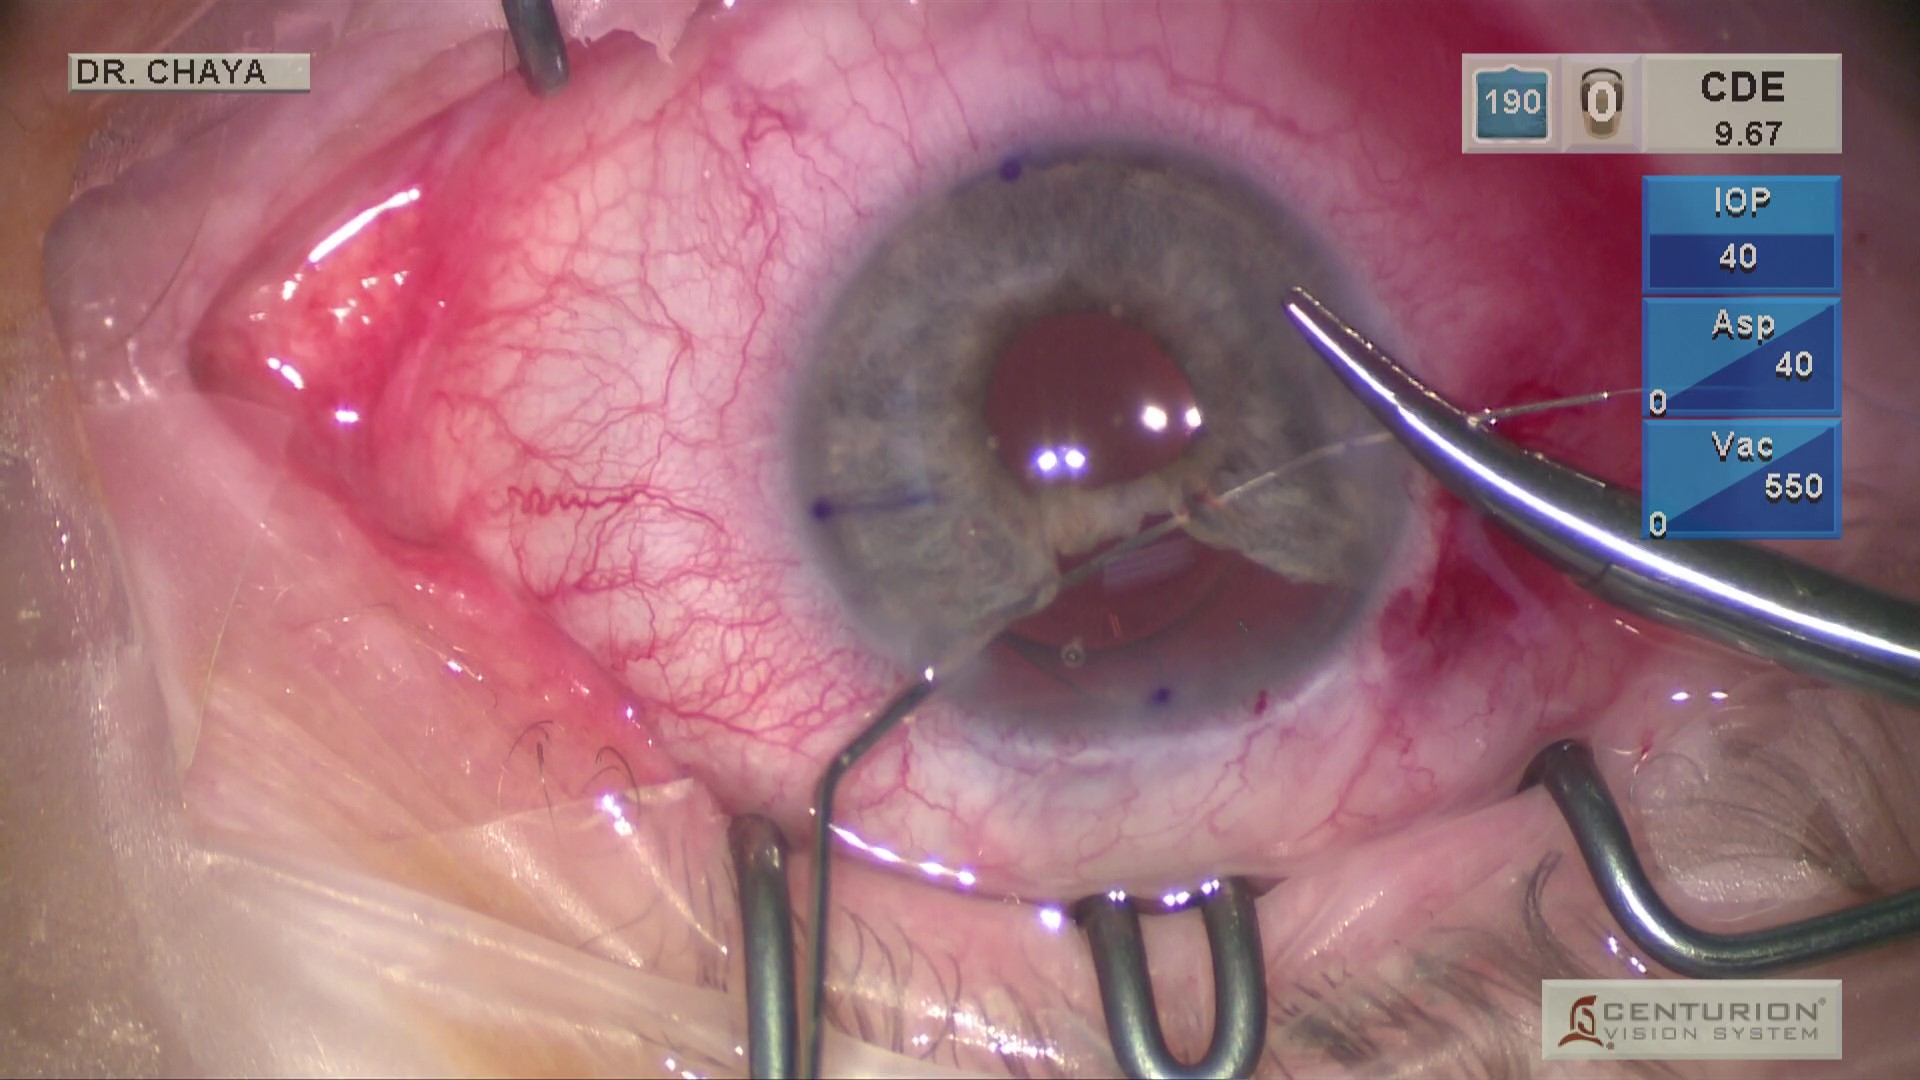 DR. CHAYA
190
0
CDE
9.67
IOP
40
Asp
40
0
Vac
550
0
CENTURION®
VISION SYSTEM